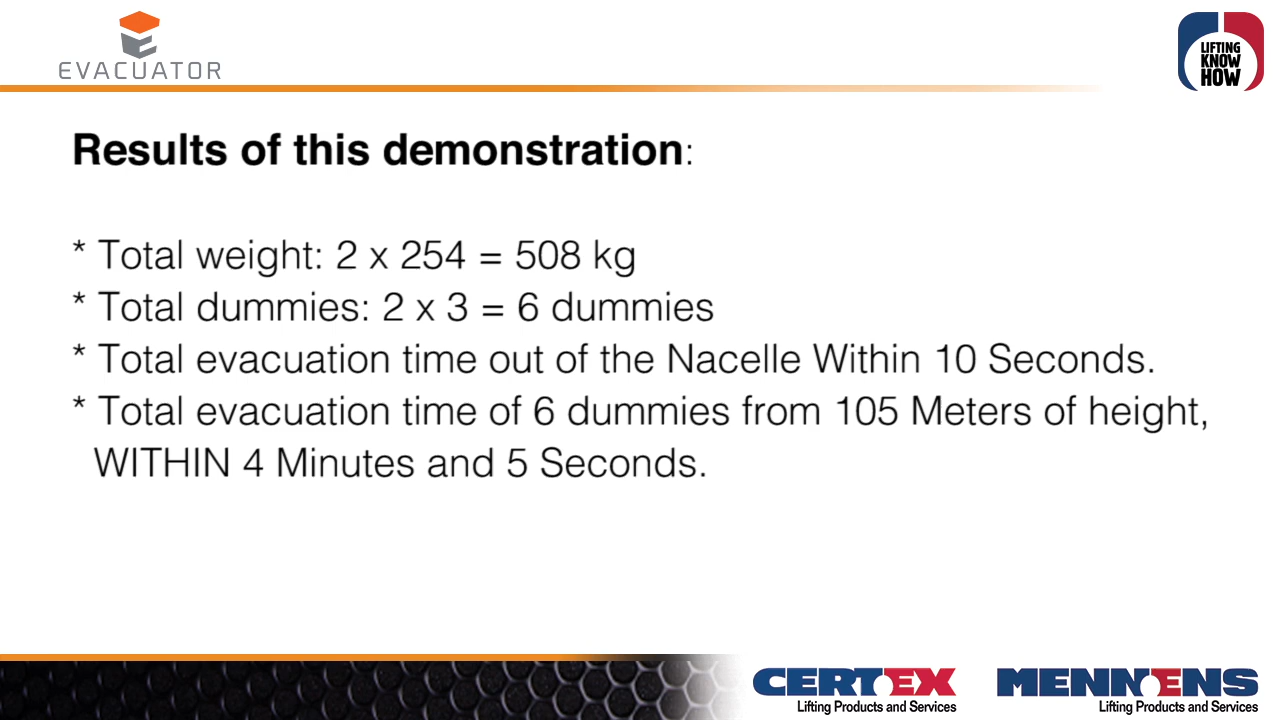 EVACUATOR
LIFTING
KNOW
HOW
Results of this demonstration:
* Total weight: 2 x 254 = 508 kg
* Total dummies: 2 x 3 = 6 dummies
* Total evacuation time out of the Nacelle Within 10 Seconds.
* Total evacuation time of 6 dummies from 105 Meters of height,
WITHIN 4 Minutes and 5 Seconds.
CERTEX
Lifting Products and Services
MENNENS
Lifting Products and Services